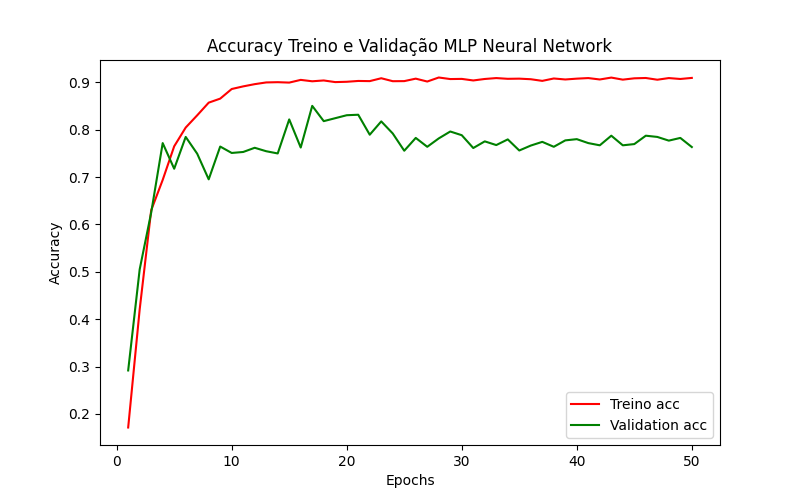 Accuracy Treino e Validação MLP Neural Network
Accuracy
0.9
0.8
0.7
0.6
0.5
0.4
0.3
0.2
0 10 20 30 40 50
Epochs
Treino acc
Validation acc